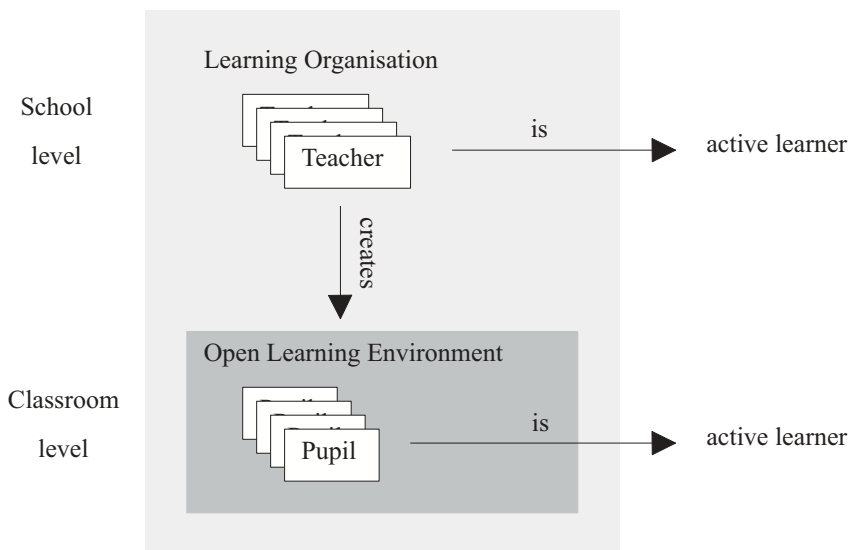 Learning Organisation
School
level
Teacher
is
active learner
creates
Open Learning Environment
Classroom
level
Pupil
is
active learner